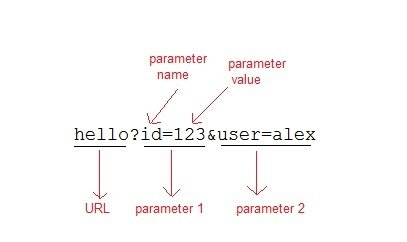 parameter
name
parameter
value
hello?id=123&user=alex
URL
parameter 1
parameter 2